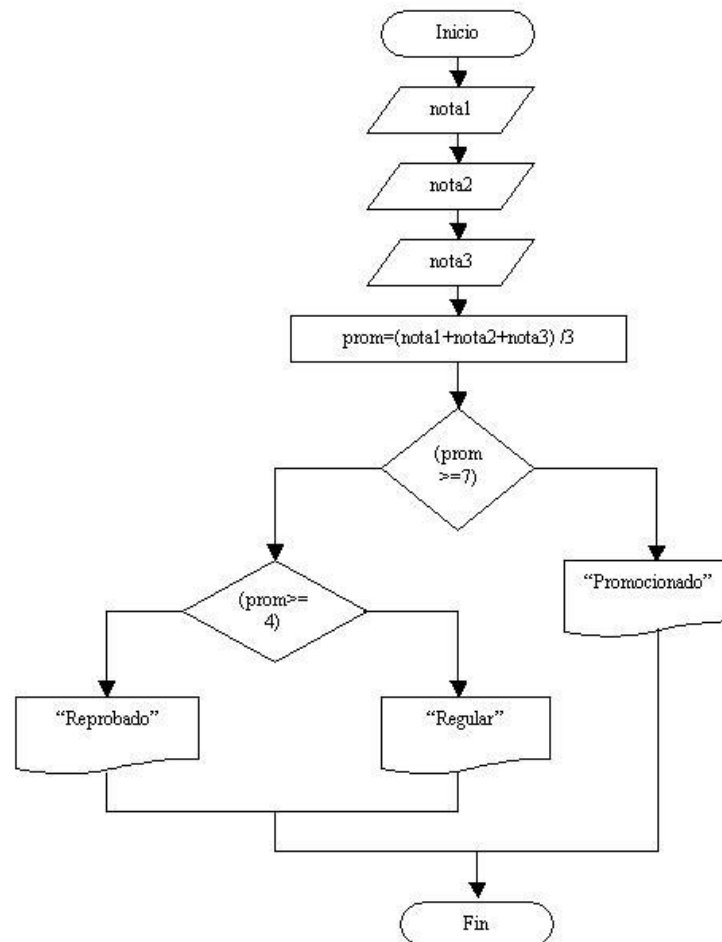 Inicio
nota1
nota2
nota3
prom=(nota1+nota2+nota3) /3
(prom
>=7)
“Promocionado”
(prom>=
4)
“Reprobado”
“Regular”
Fin